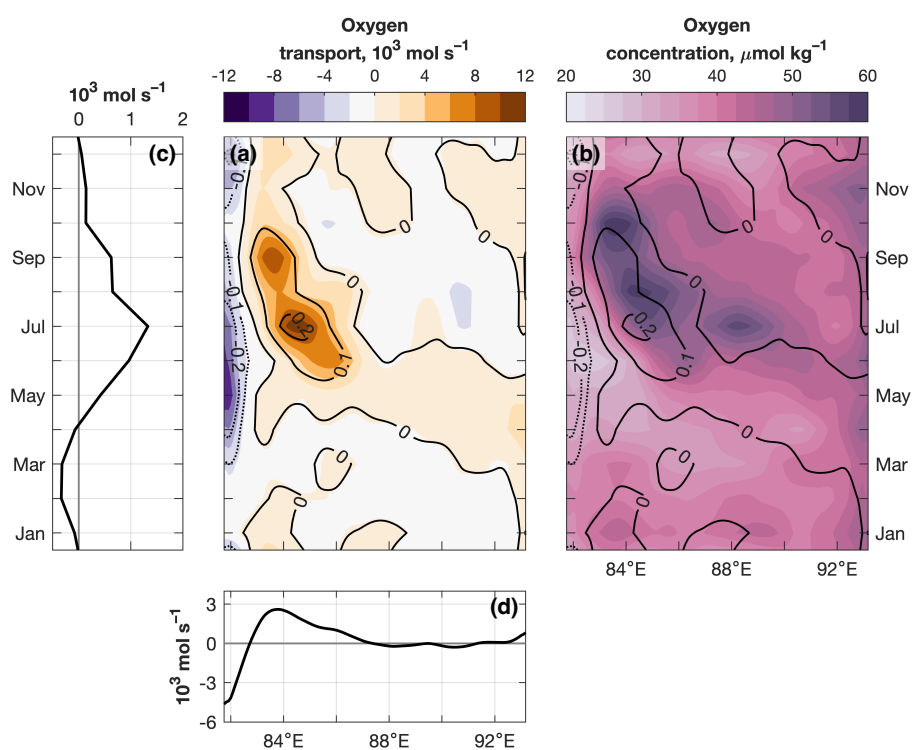 Oxygen
transport, 10³ mol s⁻¹
-12 -8 -4 0 4 8 12
Oxygen
concentration, μmol kg⁻¹
20 30 40 50 60
10³ mol s⁻¹
0 1 2
(c)
Nov
Sep
Jul
May
Mar
Jan
(a)
-0.1
-0.2
0
0
0
0.2
0.1
0
0
0
0
(b)
-0.1
-0.2
0
0
0
0.2
0.1
0
0
0
Nov
Sep
Jul
May
Mar
Jan
84°E 88°E 92°E
10³ mol s⁻¹
3
0
-3
-6
(d)
84°E 88°E 92°E